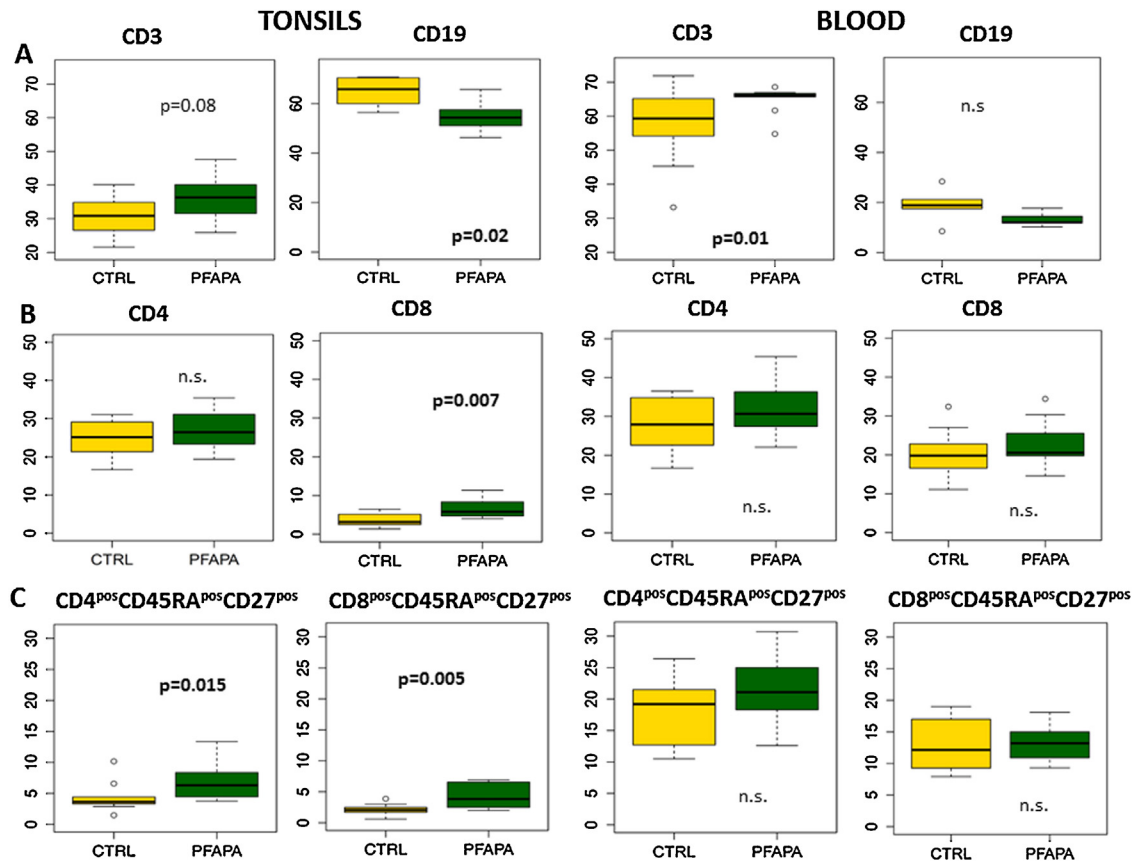 TONSILS BLOOD
A CD3 CD19 CD3 CD19
70
60
50
40
30
20
p=0.08
CTRL PFAPA
60
40
20
0
p=0.02
CTRL PFAPA
70
60
50
40
30
20
p=0.01
CTRL PFAPA
60
40
20
0
n.s
CTRL PFAPA
B CD4 CD8 CD4 CD8
50
40
30
20
10
0
n.s.
CTRL PFAPA
50
40
30
20
10
0
p=0.007
CTRL PFAPA
50
40
30
20
10
0
n.s.
CTRL PFAPA
50
40
30
20
10
0
n.s.
CTRL PFAPA
C CD4posCD45RAposCD27pos CD8posCD45RAposCD27pos CD4posCD45RAposCD27pos CD8posCD45RAposCD27pos
30
25
20
15
10
5
0
p=0.015
CTRL PFAPA
30
25
20
15
10
5
0
p=0.005
CTRL PFAPA
30
25
20
15
10
5
0
n.s.
CTRL PFAPA
30
25
20
15
10
5
0
n.s.
CTRL PFAPA